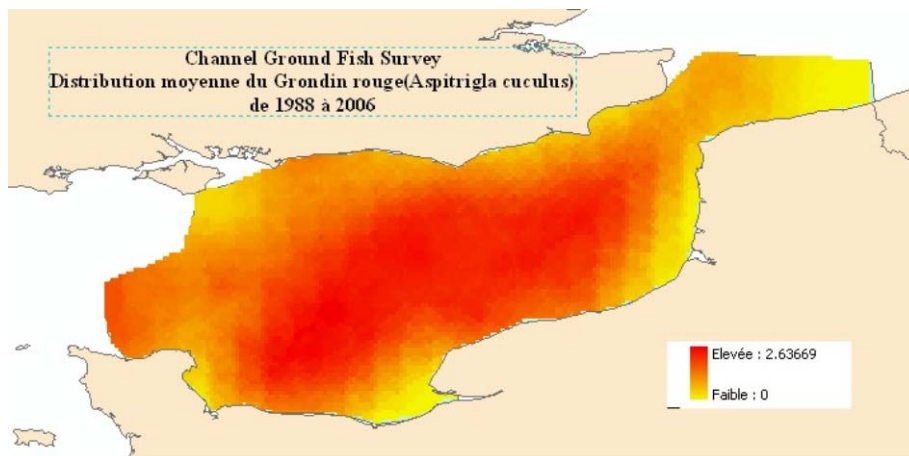 Channel Ground Fish Survey
Distribution moyenne du Grondin rouge(Aspitrigla cuculus)
de 1988 à 2006
Elevée : 2.63669
Faible : 0